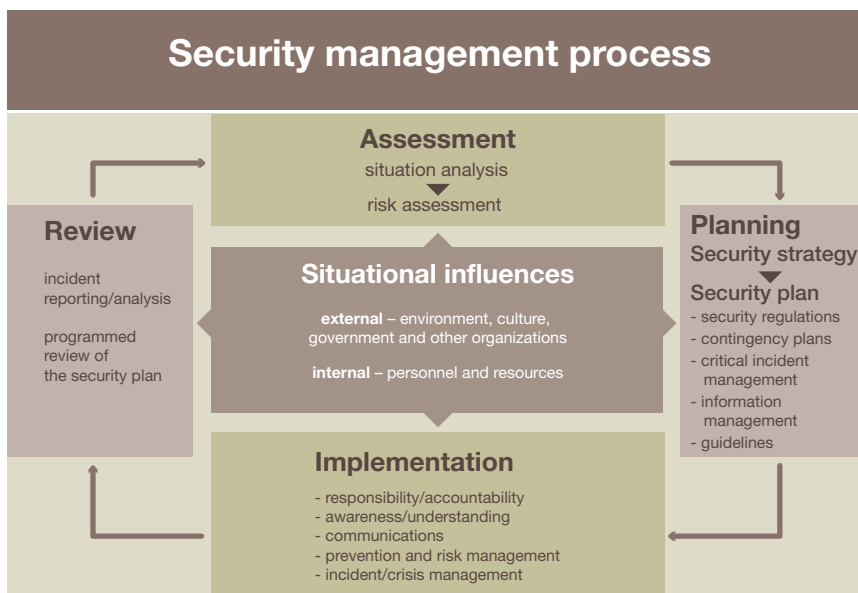 Security management process
Assessment
situation analysis
risk assessment
Review
incident
reporting/analysis
programmed
review of
the security plan
Situational influences
external – environment, culture,
government and other organizations
internal – personnel and resources
Planning
Security strategy
Security plan
- security regulations
- contingency plans
- critical incident
management
- information
management
- guidelines
Implementation
- responsibility/accountability
- awareness/understanding
- communications
- prevention and risk management
- incident/crisis management